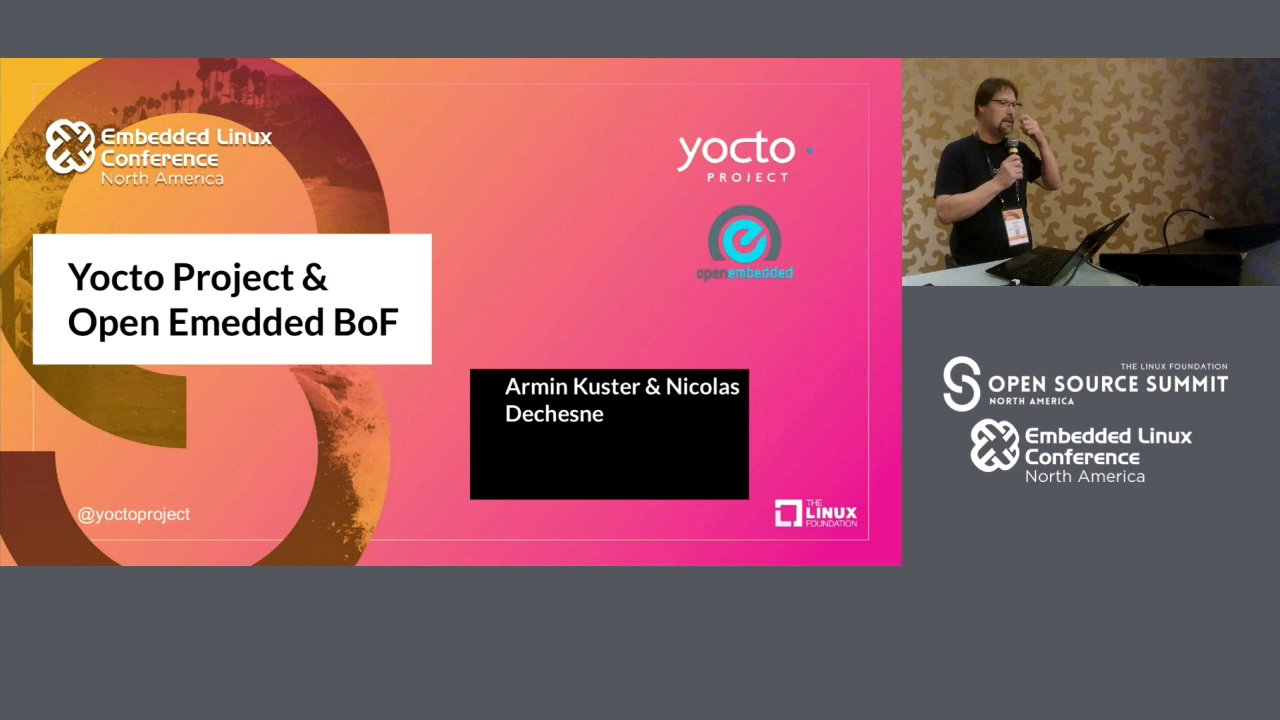 Embedded Linux
Conference
North America
yocto
PROJECT
openembedded
Yocto Project &
Open Emedded BoF
Armin Kuster & Nicolas
Dechesne
@yoctoproject
THE
LINUX
FOUNDATION
THE LINUX FOUNDATION
OPEN SOURCE SUMMIT
NORTH AMERICA
Embedded Linux
Conference
North America